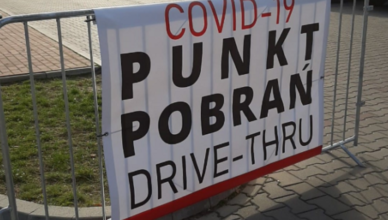 COVID-19
PUNKT
POBRAŃ
DRIVE-THRU